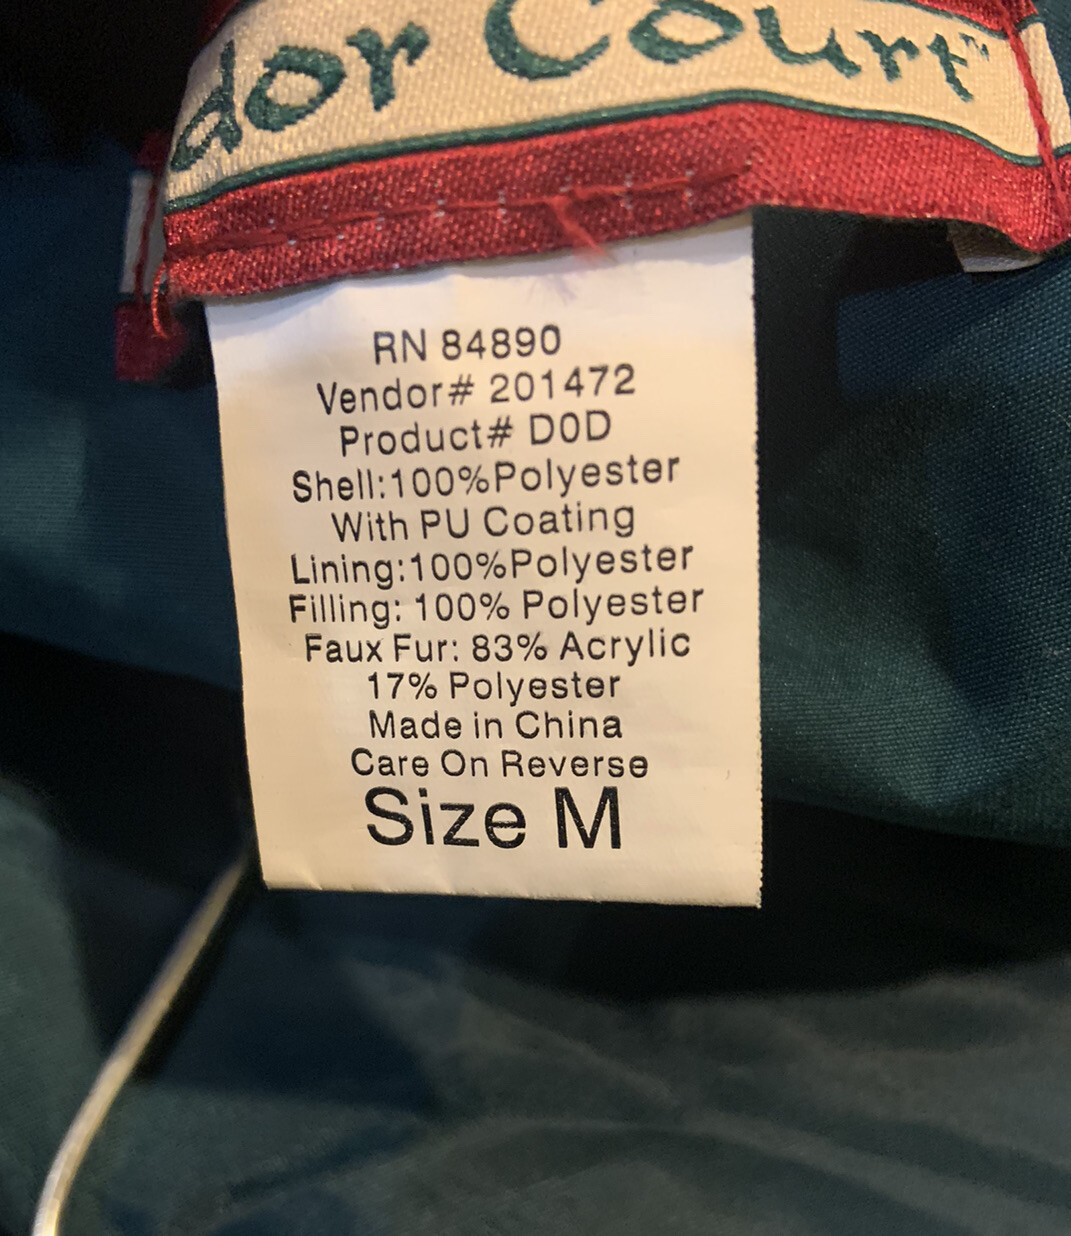 dor Court™
RN 84890
Vendor# 201472
Product# D0D
Shell:100%Polyester
With PU Coating
Lining:100%Polyester
Filling: 100% Polyester
Faux Fur: 83% Acrylic
17% Polyester
Made in China
Care On Reverse
Size M